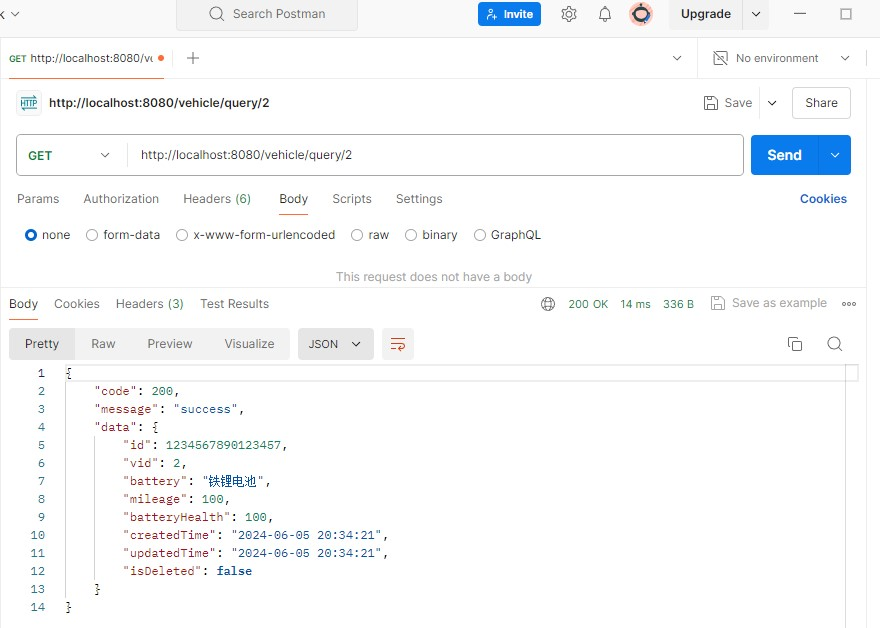 Search Postman
Invite
Upgrade
GET http://localhost:8080/ve
No environment
HTTP http://localhost:8080/vehicle/query/2
Save
Share
GET
http://localhost:8080/vehicle/query/2
Send
Params Authorization Headers (6) Body Scripts Settings Cookies
none form-data x-www-form-urlencoded raw binary GraphQL
This request does not have a body
Body Cookies Headers (3) Test Results 200 OK 14 ms 336 B Save as example
Pretty Raw Preview Visualize JSON
1 {
2 "code": 200,
3 "message": "success",
4 "data": {
5 "id": 1234567890123457,
6 "vid": 2,
7 "battery": "铁锂电池",
8 "mileage": 100,
9 "batteryHealth": 100,
10 "createdTime": "2024-06-05 20:34:21",
11 "updatedTime": "2024-06-05 20:34:21",
12 "isDeleted": false
13 }
14 }